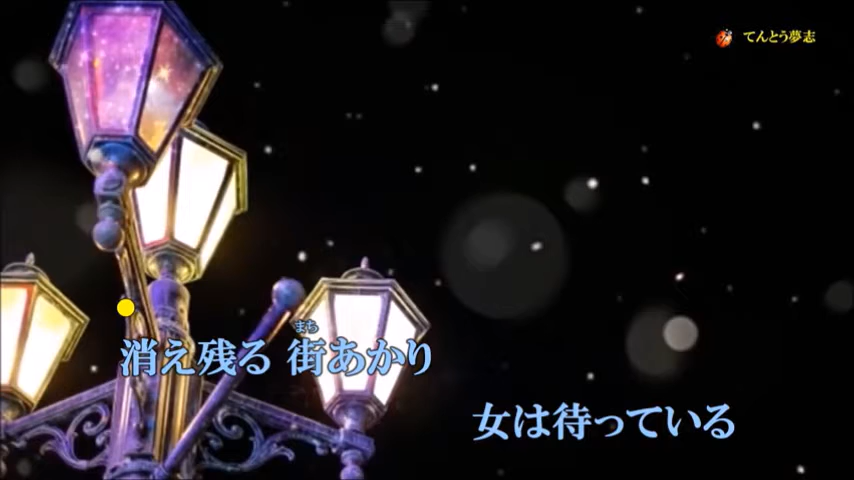 てんとう夢志
まち
消え残る 街あかり
女は待っている